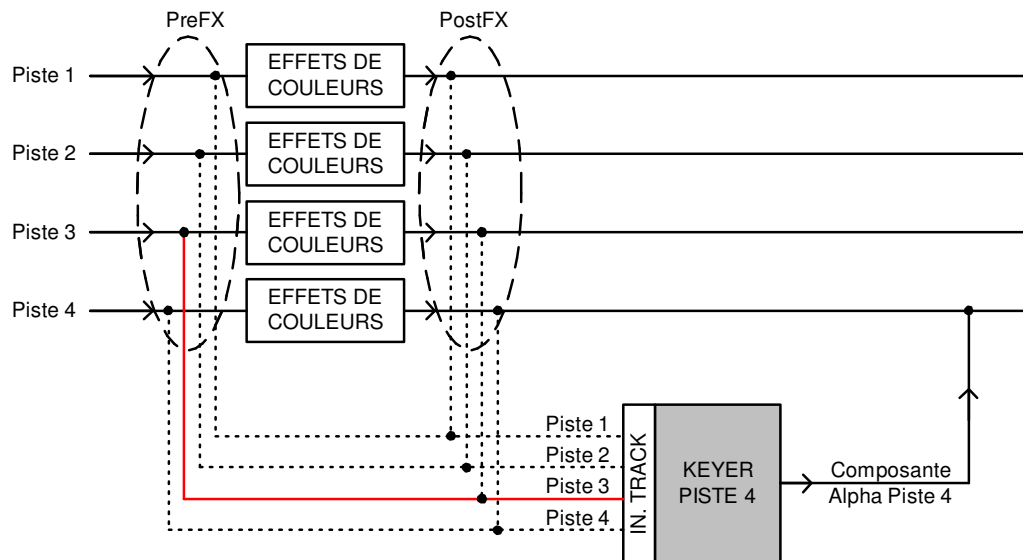 PreFX
PostFX
Piste 1
EFFETS DE
COULEURS
Piste 2
EFFETS DE
COULEURS
Piste 3
EFFETS DE
COULEURS
Piste 4
EFFETS DE
COULEURS
Piste 1
Piste 2
Piste 3
Piste 4
IN. TRACK
KEYER
PISTE 4
Composante
Alpha Piste 4